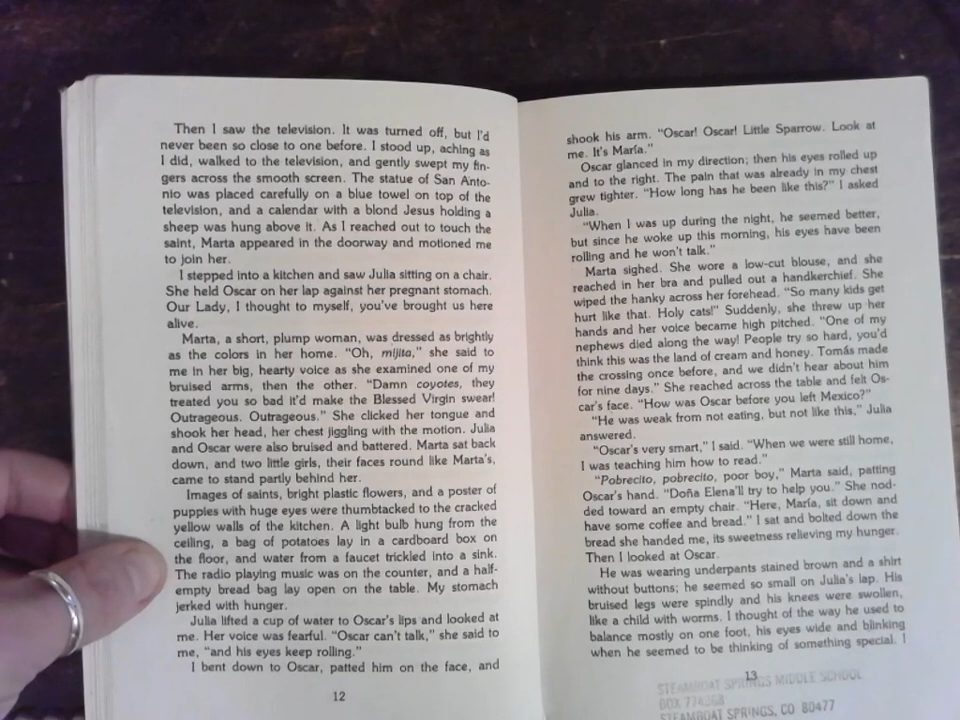 Then I saw the television. It was turned off, but I'd
never been so close to one before. I stood up, aching as
I did, walked to the television, and gently swept my fin-
gers across the smooth screen. The statue of San Anto-
nio was placed carefully on a blue towel on top of the
television, and a calendar with a blond Jesus holding a
sheep was hung above it. As I reached out to touch the
saint, Marta appeared in the doorway and motioned me
to join her.
I stepped into a kitchen and saw Julia sitting on a chair.
She held Oscar on her lap against her pregnant stomach.
Our Lady, I thought to myself, you've brought us here
alive.
Marta, a short, plump woman, was dressed as brightly
as the colors in her home. "Oh, mijita," she said to
me in her big, hearty voice as she examined one of my
bruised arms, then the other. "Damn coyotes, they
treated you so bad it'd make the Blessed Virgin swear!
Outrageous. Outrageous." She clicked her tongue and
shook her head, her chest jiggling with the motion. Julia
and Oscar were also bruised and battered. Marta sat back
down, and two little girls, their faces round like Marta's,
came to stand partly behind her.
Images of saints, bright plastic flowers, and a poster of
puppies with huge eyes were thumbtacked to the cracked
yellow walls of the kitchen. A light bulb hung from the
ceiling, a bag of potatoes lay in a cardboard box on
the floor, and water from a faucet trickled into a sink.
The radio playing music was on the counter, and a half-
empty bread bag lay open on the table. My stomach
jerked with hunger.
Julia lifted a cup of water to Oscar's lips and looked at
me. Her voice was fearful. "Oscar can't talk," she said to
me, "and his eyes keep rolling."
I bent down to Oscar, patted him on the face, and
12
shook his arm. "Oscar! Oscar! Little Sparrow. Look at
me. It's María."
Oscar glanced in my direction; then his eyes rolled up
and to the right. The pain that was already in my chest
grew tighter. "How long has he been like this?" I asked
Julia.
"When I was up during the night, he seemed better,
but since he woke up this morning, his eyes have been
rolling and he won't talk."
Marta sighed. She wore a low-cut blouse, and she
reached in her bra and pulled out a handkerchief. She
wiped the hanky across her forehead. "So many kids get
hurt like that. Holy cats!" Suddenly, she threw up her
hands and her voice became high pitched. "One of my
nephews died along the way! People try so hard, you'd
think this was the land of cream and honey. Tomás made
the crossing once before, and we didn't hear about him
for nine days." She reached across the table and felt Os-
car's face. "How was Oscar before you left Mexico?"
"He was weak from not eating, but not like this," Julia
answered.
"Oscar's very smart," I said. "When we were still home,
I was teaching him how to read."
"Pobrecito, pobrecito, poor boy," Marta said, patting
Oscar's hand. "Doña Elena'll try to help you." She nod-
ded toward an empty chair. "Here, María, sit down and
have some coffee and bread." I sat and bolted down the
bread she handed me, its sweetness relieving my hunger.
Then I looked at Oscar.
He was wearing underpants stained brown and a shirt
without buttons; he seemed so small on Julia's lap. His
bruised legs were spindly and his knees were swollen,
like a child with worms. I thought of the way he used to
balance mostly on one foot, his eyes wide and blinking
when he seemed to be thinking of something special. I
13
STEAMBOAT SPRINGS MIDDLE SCHOOL
BOX
STEAMBOAT SPRINGS, CO 80477